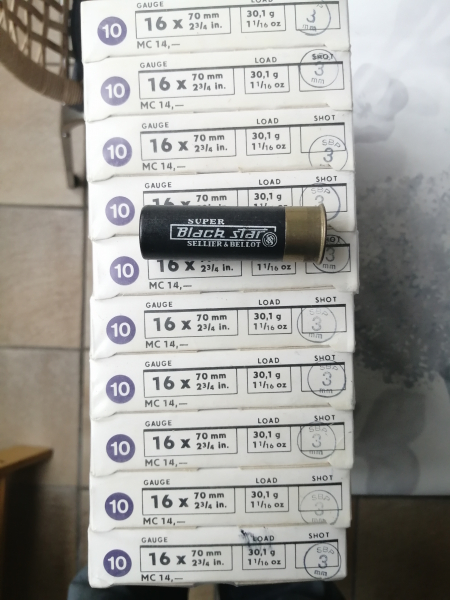 10 16 x 70 mm 30,1 g 3
2 3/4 in. 1 1/16 oz mm
MC 14,—
GAUGE LOAD SHOT
10 16 x 70 mm 30,1 g 3
2 3/4 in. 1 1/16 oz mm
MC 14,—
GAUGE LOAD SHOT
10 16 x 70 mm 30,1 g S&B,P 3
2 3/4 in. 1 1/16 oz
MC 14,—
GAUGE LOAD SHOT
10 70 mm 30,1 g
SUPER
Black Star
SELLIER & BELLOT
SHOT
10 16 x 2 3/4 in. 1 1/16 oz 3
mm
MC 14,—
GAUGE LOAD SHOT
10 16 x 70 mm 30,1 g 3
2 3/4 in. 1 1/16 oz mm
MC 14,—
GAUGE LOAD SHOT
10 16 x 70 mm 30,1 g 3
2 3/4 in. 1 1/16 oz mm
MC 14,—
GAUGE LOAD SHOT
10 16 x 70 mm 30,1 g 3
2 3/4 in. 1 1/16 oz mm
MC 14,—
GAUGE LOAD SHOT
10 16 x 70 mm 30,1 g 3
2 3/4 in. 1 1/16 oz mm
MC 14,—
GAUGE LOAD SHOT
10 16 x 70 mm 30,1 g 3
2 3/4 in. 1 1/16 oz mm
MC 14,—